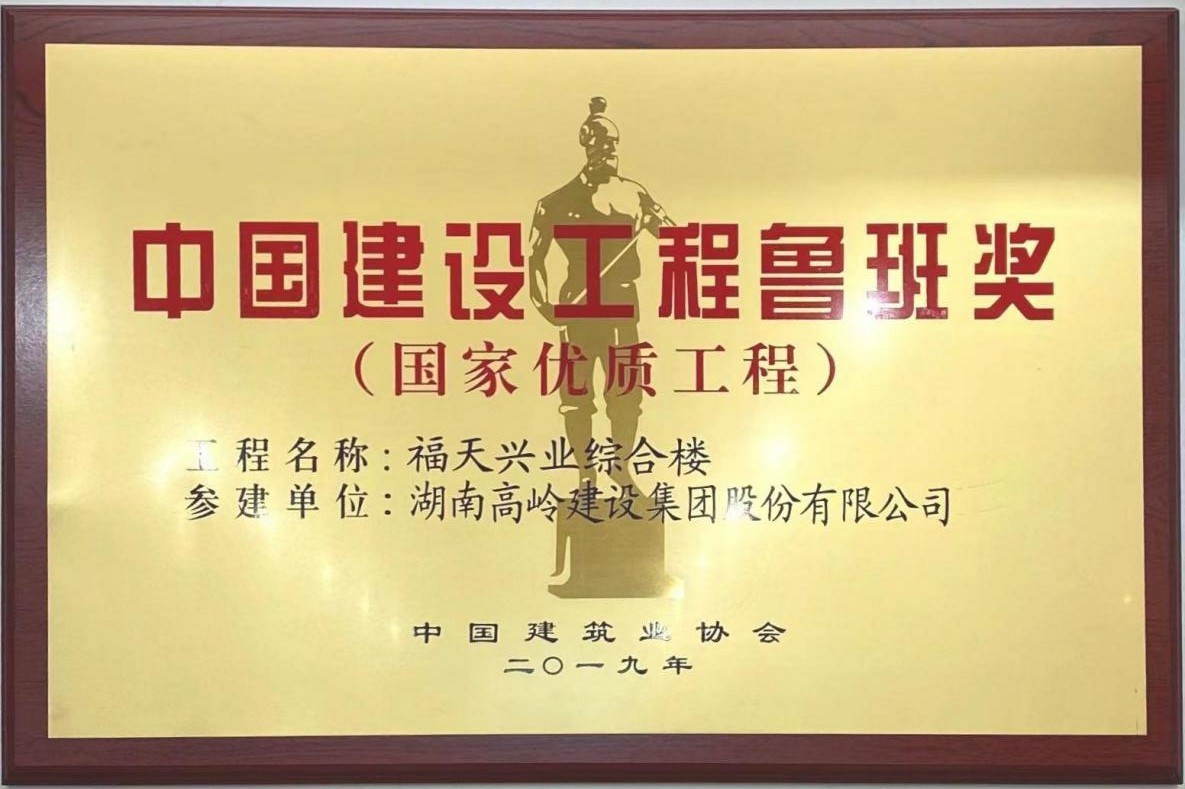 中国建设工程鲁班奖
（国家优质工程）
工程名称：福天兴业综合楼
参建单位：湖南高岭建设集团股份有限公司
中国建筑业协会
二〇一九年